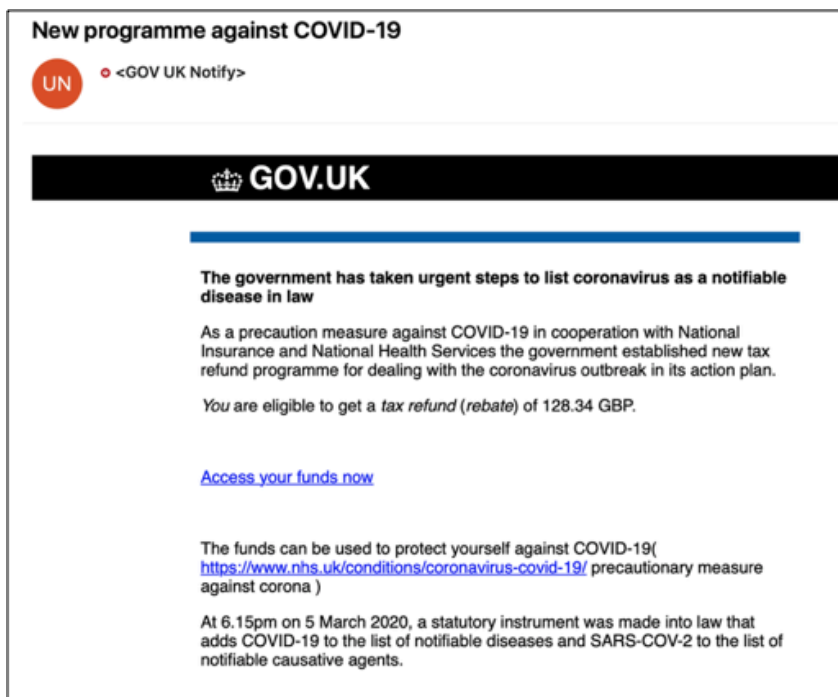 New programme against COVID-19
UN
<GOV UK Notify>
GOV.UK
The government has taken urgent steps to list coronavirus as a notifiable
disease in law
As a precaution measure against COVID-19 in cooperation with National
Insurance and National Health Services the government established new tax
refund programme for dealing with the coronavirus outbreak in its action plan.
You are eligible to get a tax refund (rebate) of 128.34 GBP.
Access your funds now
The funds can be used to protect yourself against COVID-19(
https://www.nhs.uk/conditions/coronavirus-covid-19/ precautionary measure
against corona )
At 6.15pm on 5 March 2020, a statutory instrument was made into law that
adds COVID-19 to the list of notifiable diseases and SARS-COV-2 to the list of
notifiable causative agents.